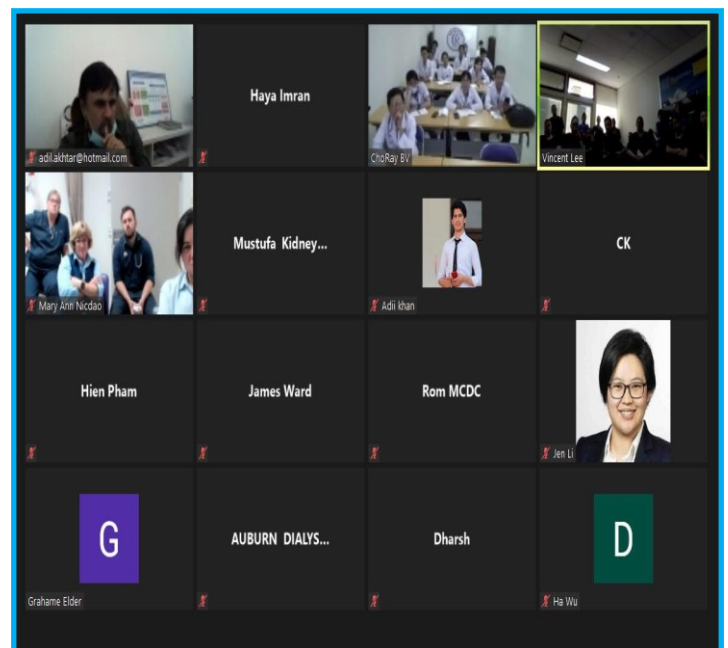 Haya Imran
adil.akhtar@hotmail.com
ChoRay BV
Vincent Lee
Mustufa Kidney...
CK
Mary Ann Nicdao
Adii khan
Hien Pham
James Ward
Rom MCDC
Jen Li
G
AUBURN DIALYS...
Dharsh
D
Grahame Elder
Ha Wu